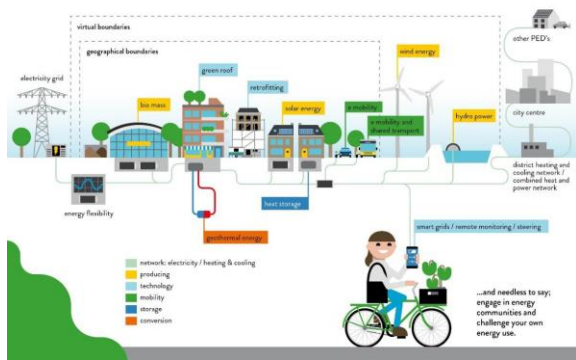 virtual boundaries
geographical boundaries
other PED's
wind energy
green roof
electricity grid
retrofitting
bio mass
solar energy
e mobility
e mobility and
shared transport
hydro power
city centre
district heating and
cooling network /
combined heat and
power network
energy flexibility
heat storage
geothermal energy
smart grids / remote monitoring / steering
network: electricity / heating & cooling
producing
technology
mobility
storage
conversion
...and needless to say;
engage in energy
communities and
challenge your own
energy use.